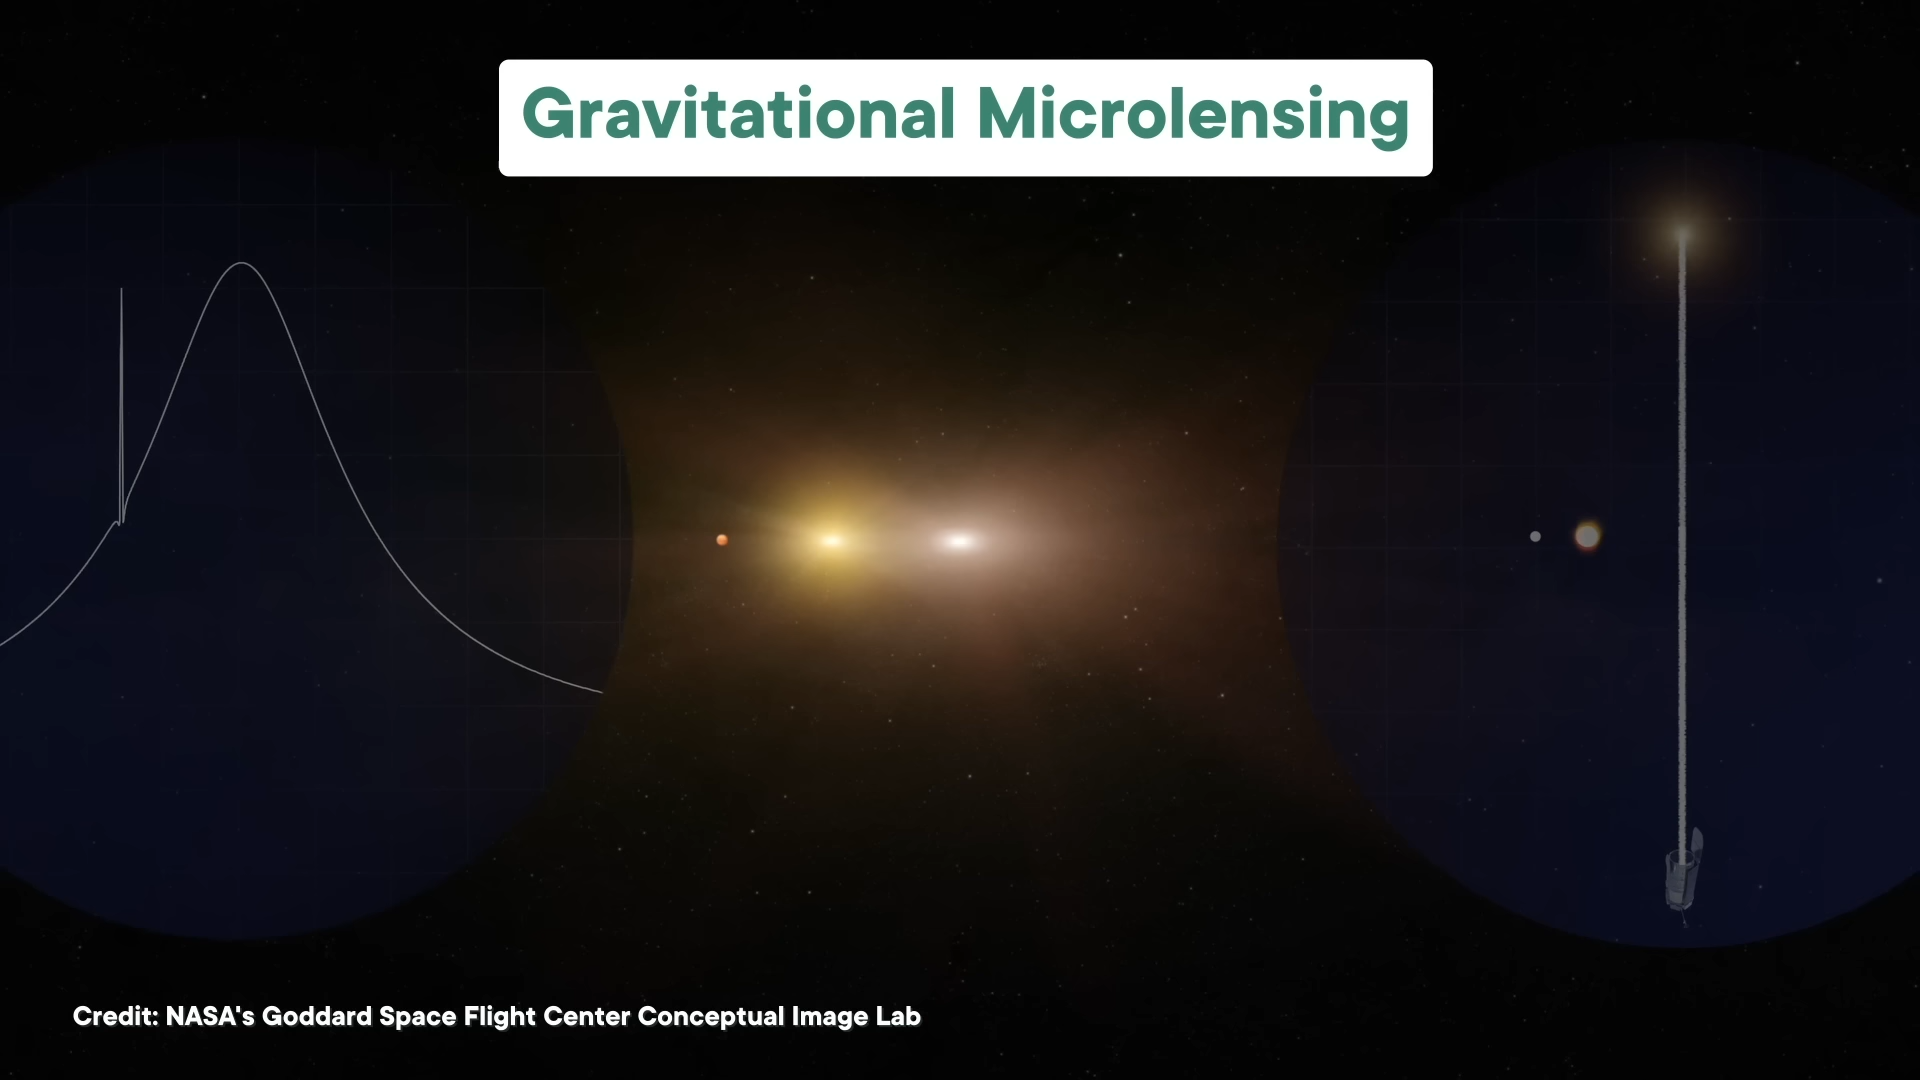 Gravitational Microlensing
Credit: NASA's Goddard Space Flight Center Conceptual Image Lab